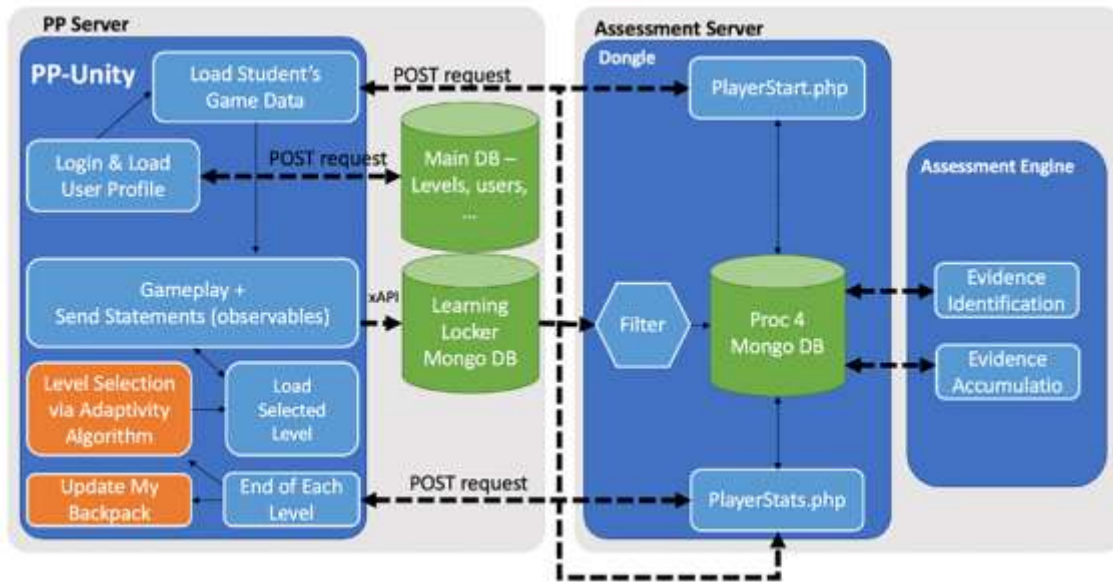 PP Server
PP-Unity
Load Student's
Game Data
Login & Load
User Profile
POST request
POST request
Main DB –
Levels, users,
...
Gameplay +
Send Statements (observables)
xAPI
Learning
Locker
Mongo DB
Level Selection
via Adaptivity
Algorithm
Load
Selected
Level
Update My
Backpack
End of Each
Level
POST request
Assessment Server
Dongle
PlayerStart.php
Filter
Proc 4
Mongo DB
PlayerStats.php
Assessment Engine
Evidence
Identification
Evidence
Accumulatio